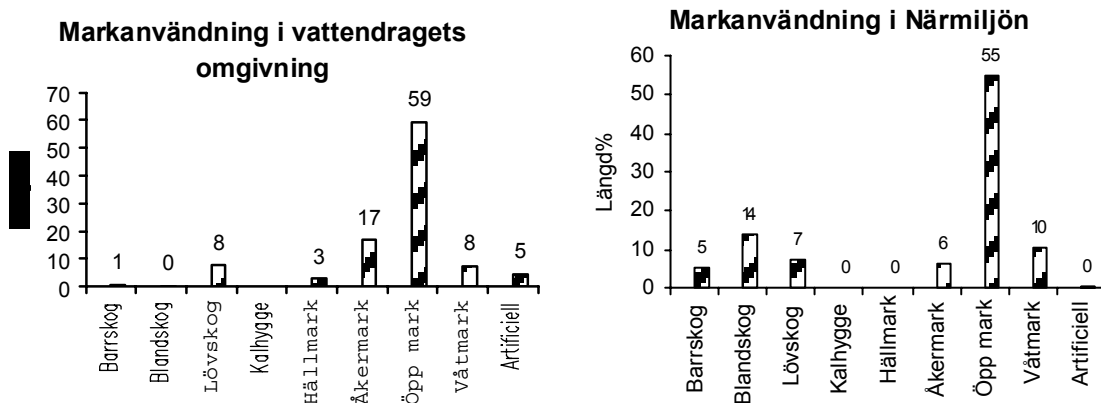 Markanvändning i vattendragets
omgivning
70
60
50
40
30
20
10
0
1
0
8
3
17
59
8
5
Barrskog
Blandskog
Lövskog
Kalhygge
Hällmark
Åkermark
Öpp mark
Våtmark
Artificiell
Markanvändning i Närmiljön
Längd%
60
50
40
30
20
10
0
5
14
7
0
0
6
55
10
0
Barrskog
Blandskog
Lövskog
Kalhygge
Hällmark
Åkermark
Öpp mark
Våtmark
Artificiell